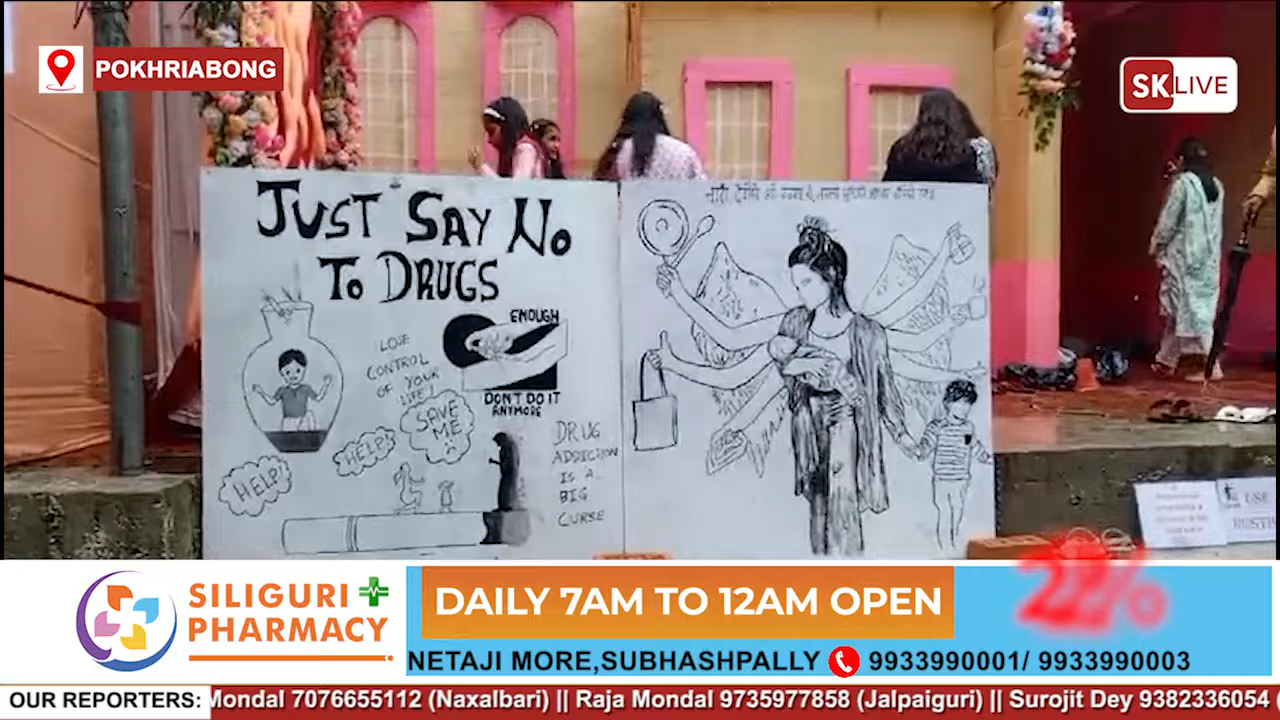 POKHRIABONG
SK LIVE
JUST SAY NO
TO DRUGS
ENOUGH
DON'T DO IT
ANYMORE
LOSE
CONTROL
OF YOUR
LIFE!
SAVE
ME
HELP!
HELP!
DRUG
ADDICTION
IS A
BIG
CURSE
USE
SILIGURI
PHARMACY
DAILY 7AM TO 12AM OPEN
22%
NETAJI MORE,SUBHASHPALLY 9933990001/ 9933990003
OUR REPORTERS: Mondal 7076655112 (Naxalbari) || Raja Mondal 9735977858 (Jalpaiguri) || Surojit Dey 9382336054 (